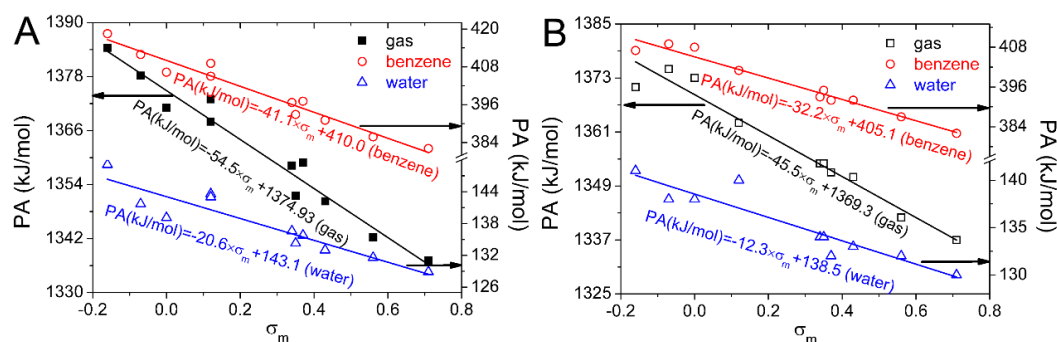 A
PA (kJ/mol)
1390
1378
1366
1354
1342
1330
gas
benzene
water
PA(kJ/mol)=-41.1×σm+410.0 (benzene)
PA(kJ/mol)=-54.5×σm+1374.93 (gas)
PA(kJ/mol)=-20.6×σm+143.1 (water)
420
408
396
384
144
138
132
126
PA (kJ/mol)
-0.2 0.0 0.2 0.4 0.6 0.8
σm
B
PA (kJ/mol)
1385
1373
1361
1349
1337
1325
gas
benzene
water
PA(kJ/mol)=-32.2×σm+405.1 (benzene)
PA(kJ/mol)=-45.5×σm+1369.3 (gas)
PA(kJ/mol)=-12.3×σm+138.5 (water)
408
396
384
140
135
130
PA (kJ/mol)
-0.2 0.0 0.2 0.4 0.6 0.8
σm